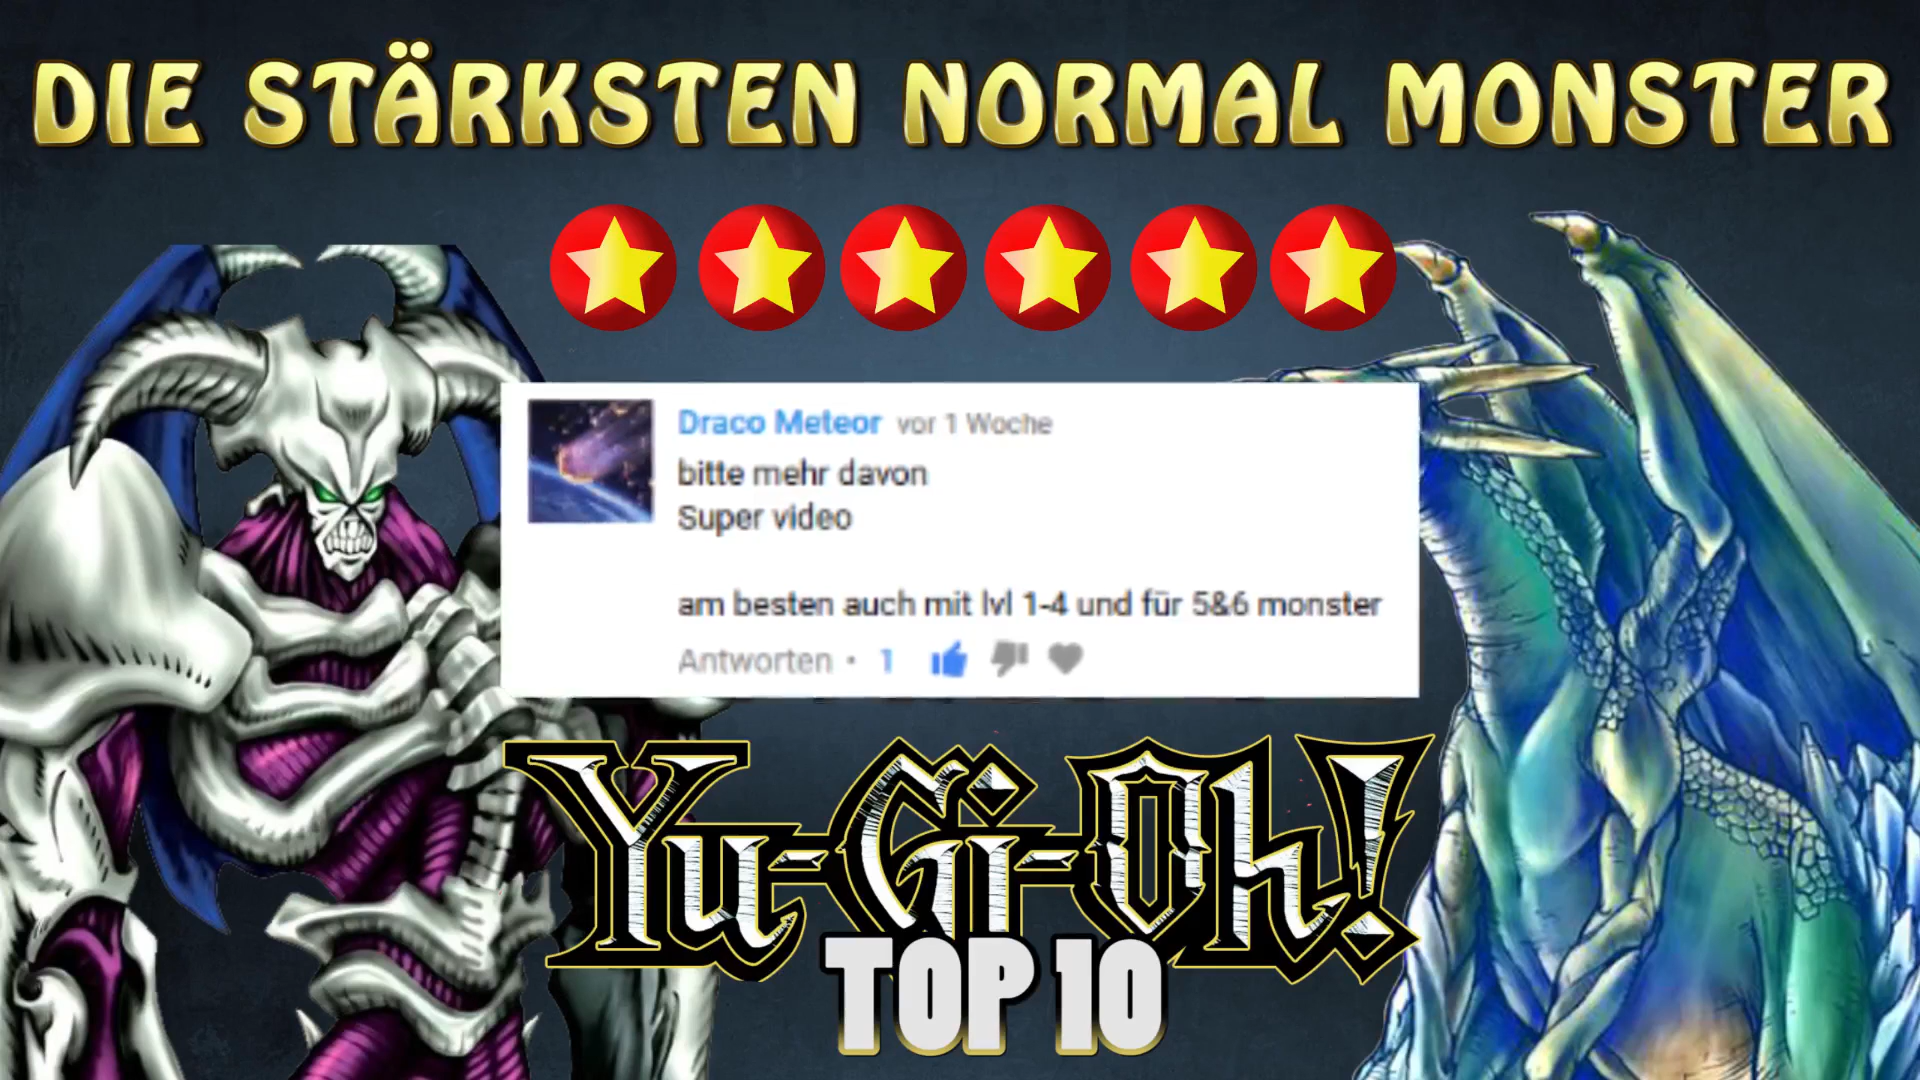 DIE STÄRKSTEN NORMAL MONSTER
Draco Meteor vor 1 Woche
bitte mehr davon
Super video
am besten auch mit lvl 1-4 und für 5&6 monster
Antworten • 1
Yu-Gi-Oh!
TOP 10